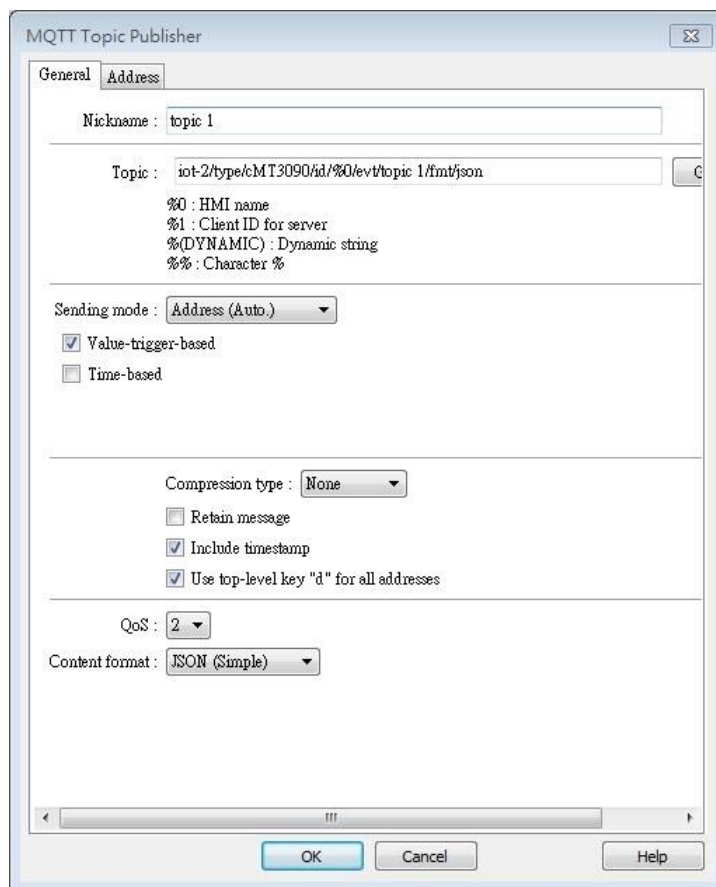 MQTT Topic Publisher
General Address
Nickname : topic 1
Topic : iot-2/type/cMT3090/id/%0/evt/topic 1/fmt/json
%0 : HMI name
%1 : Client ID for server
%(DYNAMIC) : Dynamic string
%% : Character %
Sending mode : Address (Auto.)
Value-trigger-based
Time-based
Compression type : None
Retain message
Include timestamp
Use top-level key "d" for all addresses
QoS : 2
Content format : JSON (Simple)
OK Cancel Help